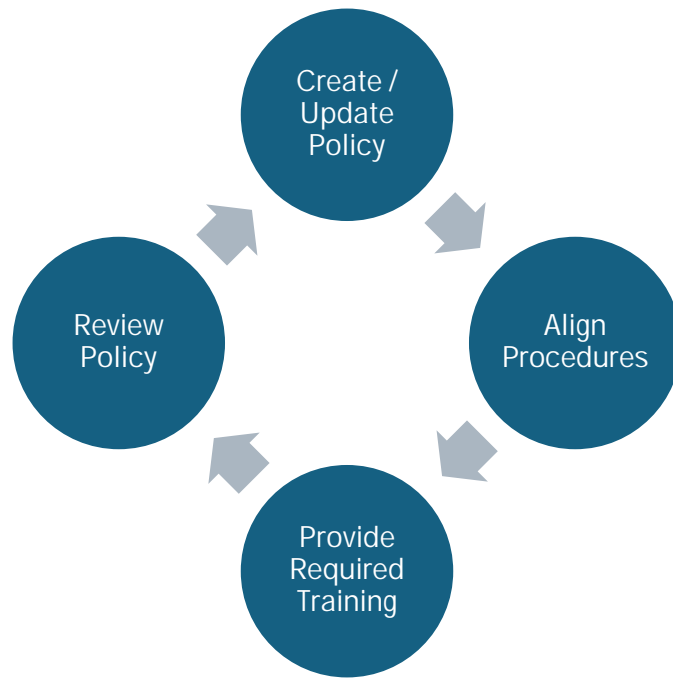 Create /
Update
Policy
Align
Procedures
Provide
Required
Training
Review
Policy